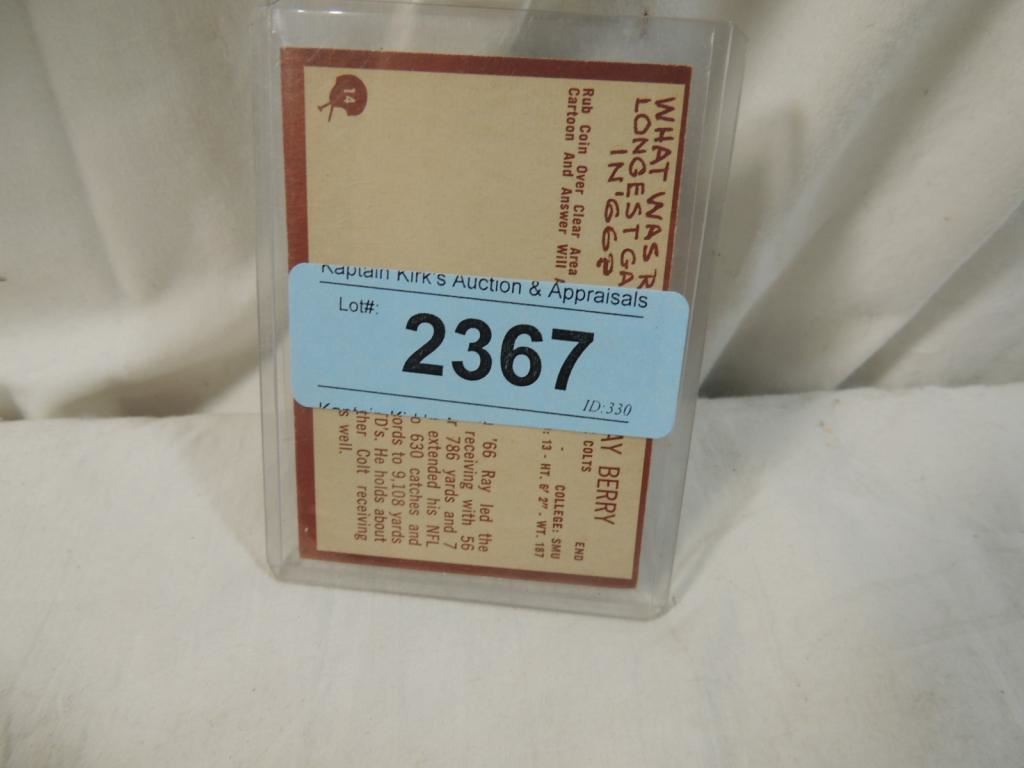 14
WHAT WAS R
LONGEST GA
IN '66?
Rub Coin Over Clear Area
Cartoon And Answer Will
Kaptain Kirk's Auction & Appraisals
Lot#:
2367
ID:330
AY BERRY
COLTS END
- COLLEGE: SMU
: 13 - HT. 6' 2" - WT. 187
'66 Ray led the
receiving with 56
r 786 yards and 7
extended his NFL
o 630 catches and
yards to 9,108 yards
D's. He holds about
ther Colt receiving
s well.